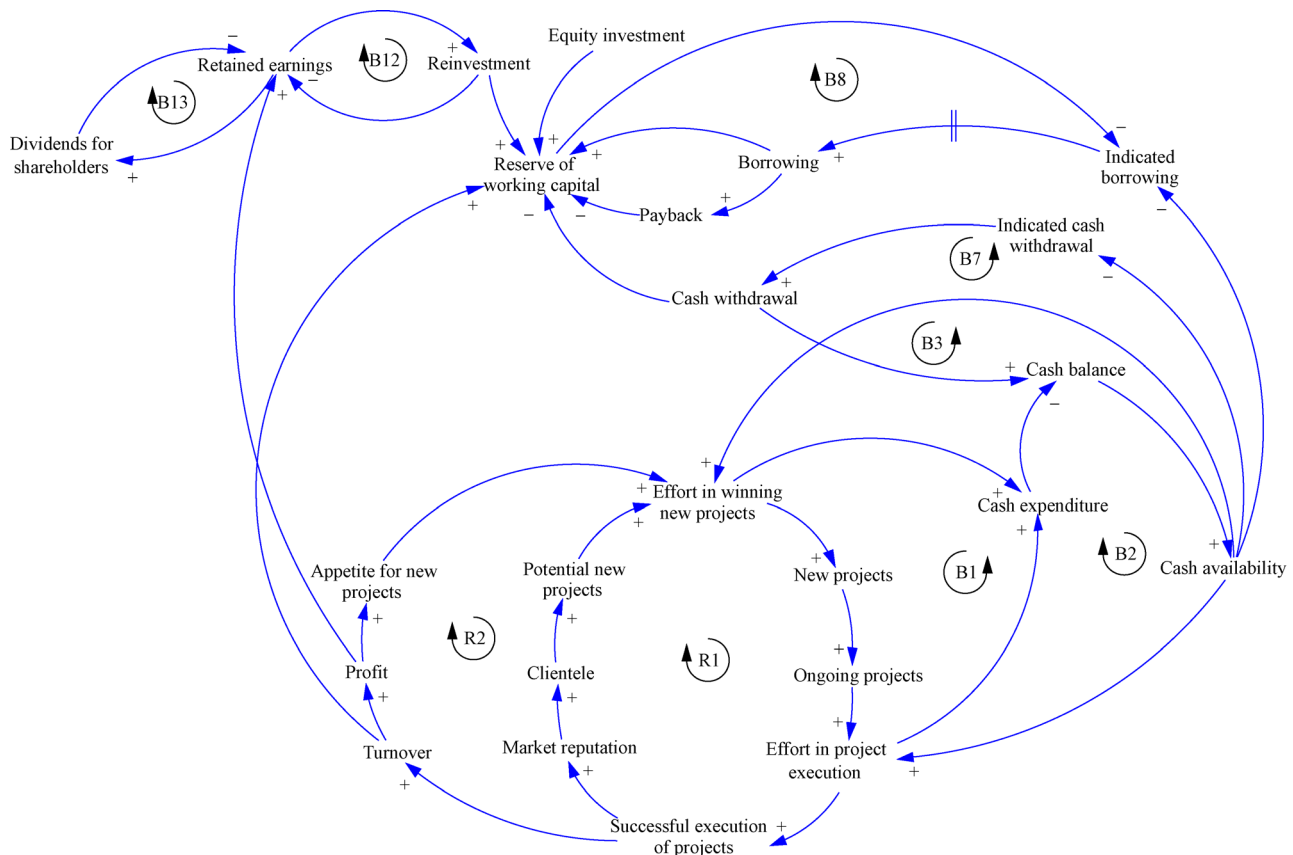 Equity investment
Retained earnings
B12
Reinvestment
B8
B13
Dividends for
shareholders
Reserve of
working capital
Borrowing
Indicated
borrowing
Payback
Indicated cash
withdrawal
B7
Cash withdrawal
B3
Cash balance
Effort in winning
new projects
Cash expenditure
B2
Cash availability
B1
Appetite for new
projects
Potential new
projects
New projects
R2
R1
Profit
Clientele
Ongoing projects
Turnover
Market reputation
Effort in project
execution
Successful execution
of projects